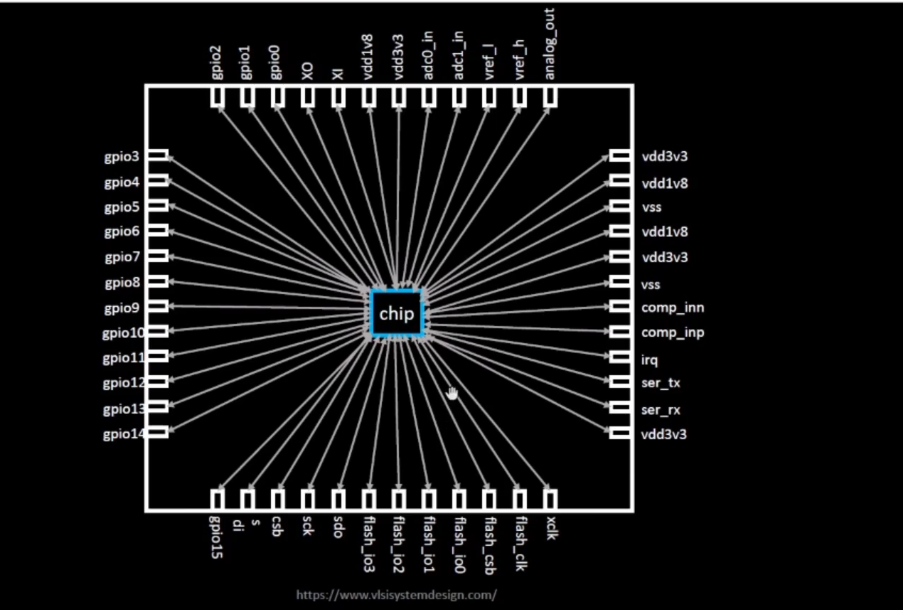 gpio2
gpio1
gpio0
XO
XI
vdd1v8
vdd3v3
adc0_in
adc1_in
vref_l
vref_h
analog_out
gpio3
gpio4
gpio5
gpio6
gpio7
gpio8
gpio9
gpio10
gpio11
gpio12
gpio13
gpio14
chip
vdd3v3
vdd1v8
vss
vdd1v8
vdd3v3
vss
comp_inn
comp_inp
irq
ser_tx
ser_rx
vdd3v3
gpio15
s
di
csb
sck
sdo
flash_io3
flash_io2
flash_io1
flash_io0
flash_csb
flash_clk
xclk
https://www.vlsisystemdesign.com/